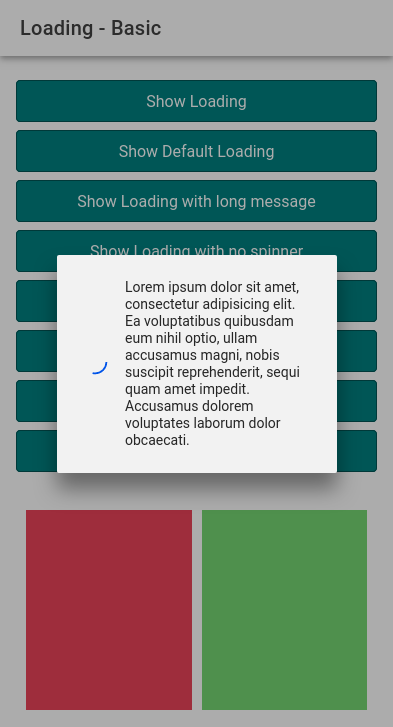 Loading - Basic
Show Loading
Show Default Loading
Show Loading with long message
Show Loading with no spinner
Lorem ipsum dolor sit amet,
consectetur adipisicing elit.
Ea voluptatibus quibusdam
eum nihil optio, ullam
accusamus magni, nobis
suscipit reprehenderit, sequi
quam amet impedit.
Accusamus dolorem
voluptates laborum dolor
obcaecati.